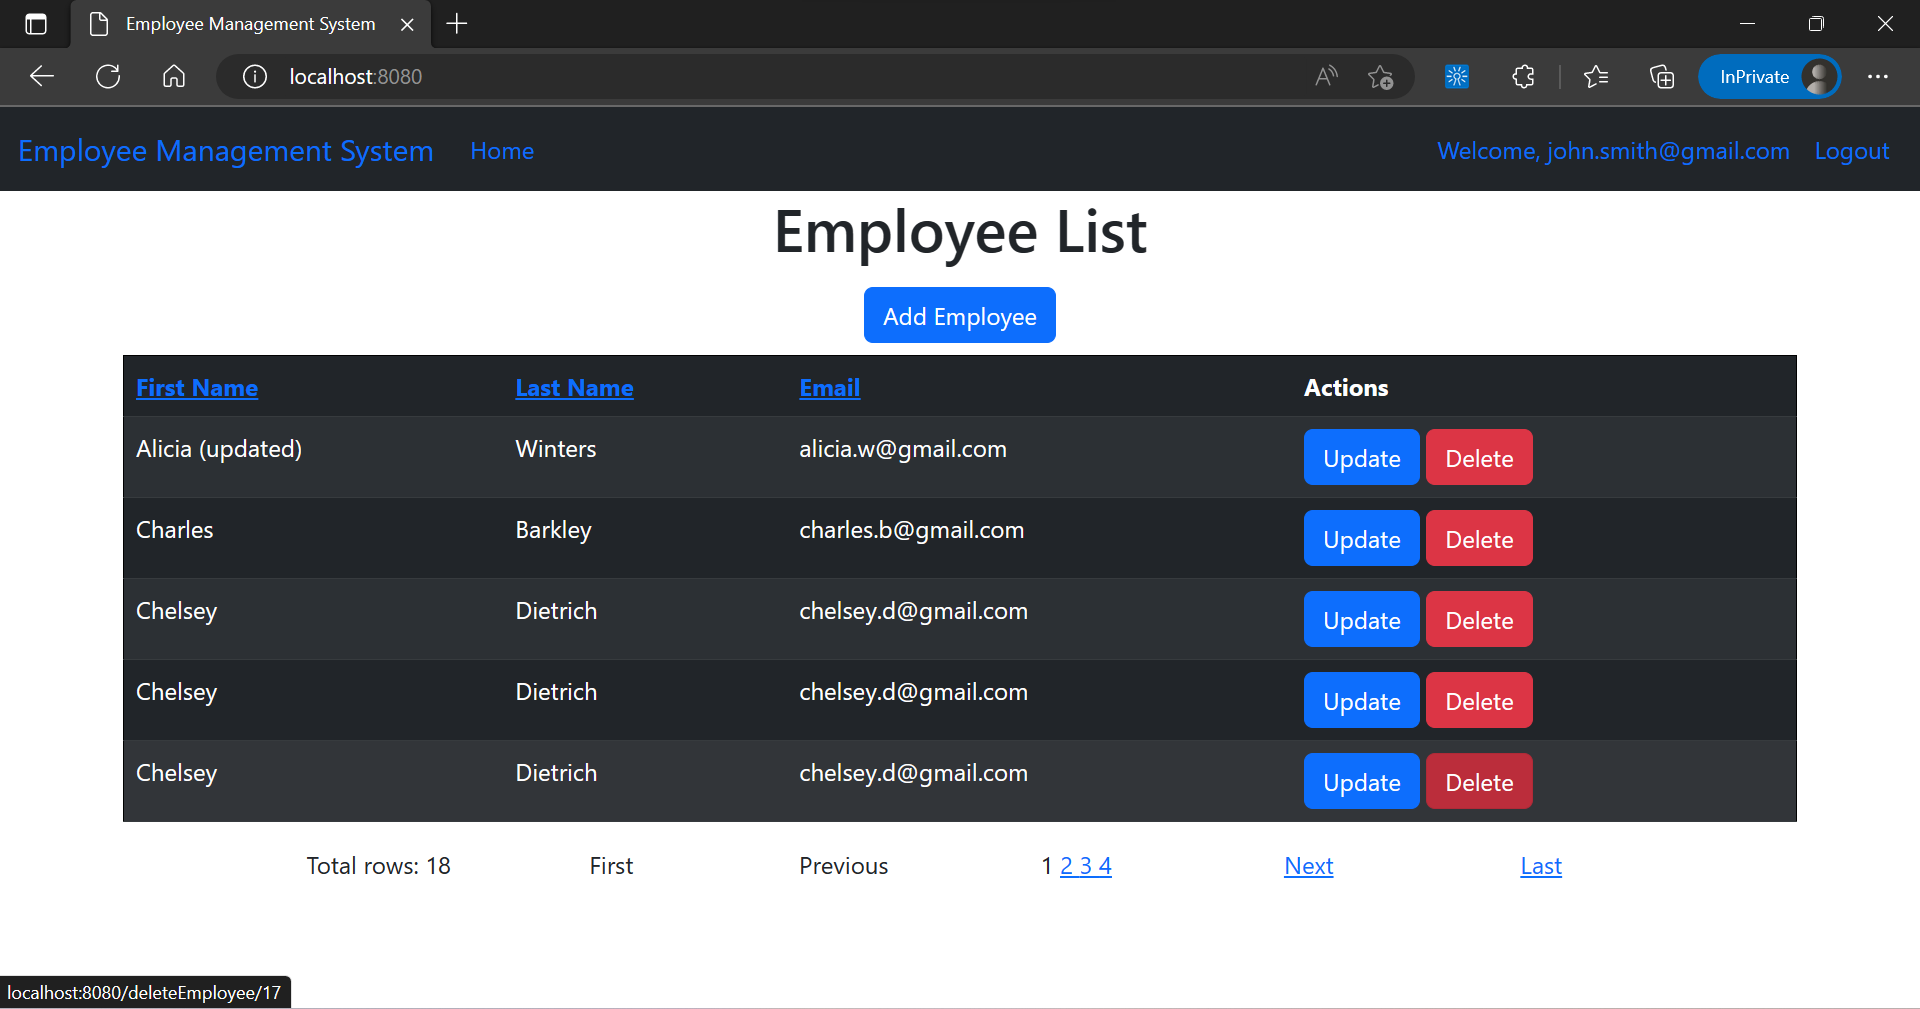 Employee Management System
localhost:8080
InPrivate
Employee Management System Home Welcome, john.smith@gmail.com Logout
Employee List
Add Employee
First Name Last Name Email Actions
Alicia (updated) Winters alicia.w@gmail.com Update Delete
Charles Barkley charles.b@gmail.com Update Delete
Chelsey Dietrich chelsey.d@gmail.com Update Delete
Chelsey Dietrich chelsey.d@gmail.com Update Delete
Chelsey Dietrich chelsey.d@gmail.com Update Delete
Total rows: 18 First Previous 1 2 3 4 Next Last
localhost:8080/deleteEmployee/17